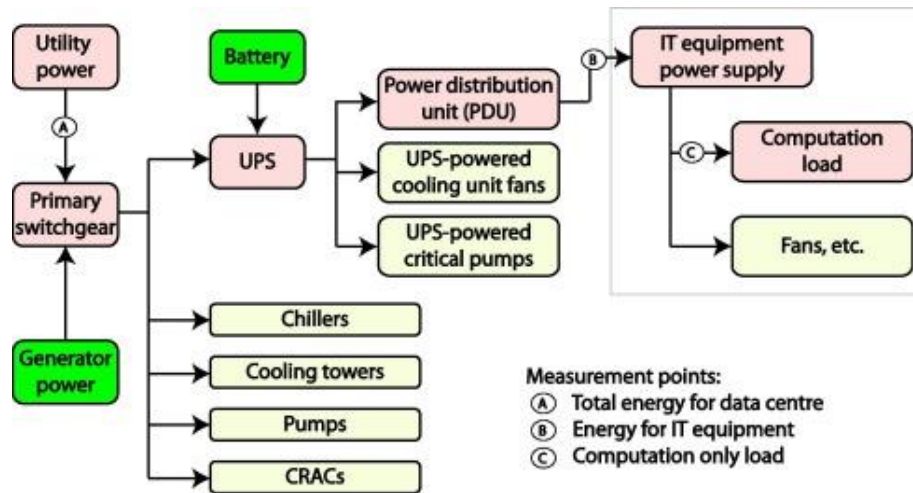 Utility
power
A
Primary
switchgear
Generator
power
Battery
UPS
Power distribution
unit (PDU)
UPS-powered
cooling unit fans
UPS-powered
critical pumps
Chillers
Cooling towers
Pumps
CRACs
B
IT equipment
power supply
C
Computation
load
Fans, etc.
Measurement points:
A Total energy for data centre
B Energy for IT equipment
C Computation only load